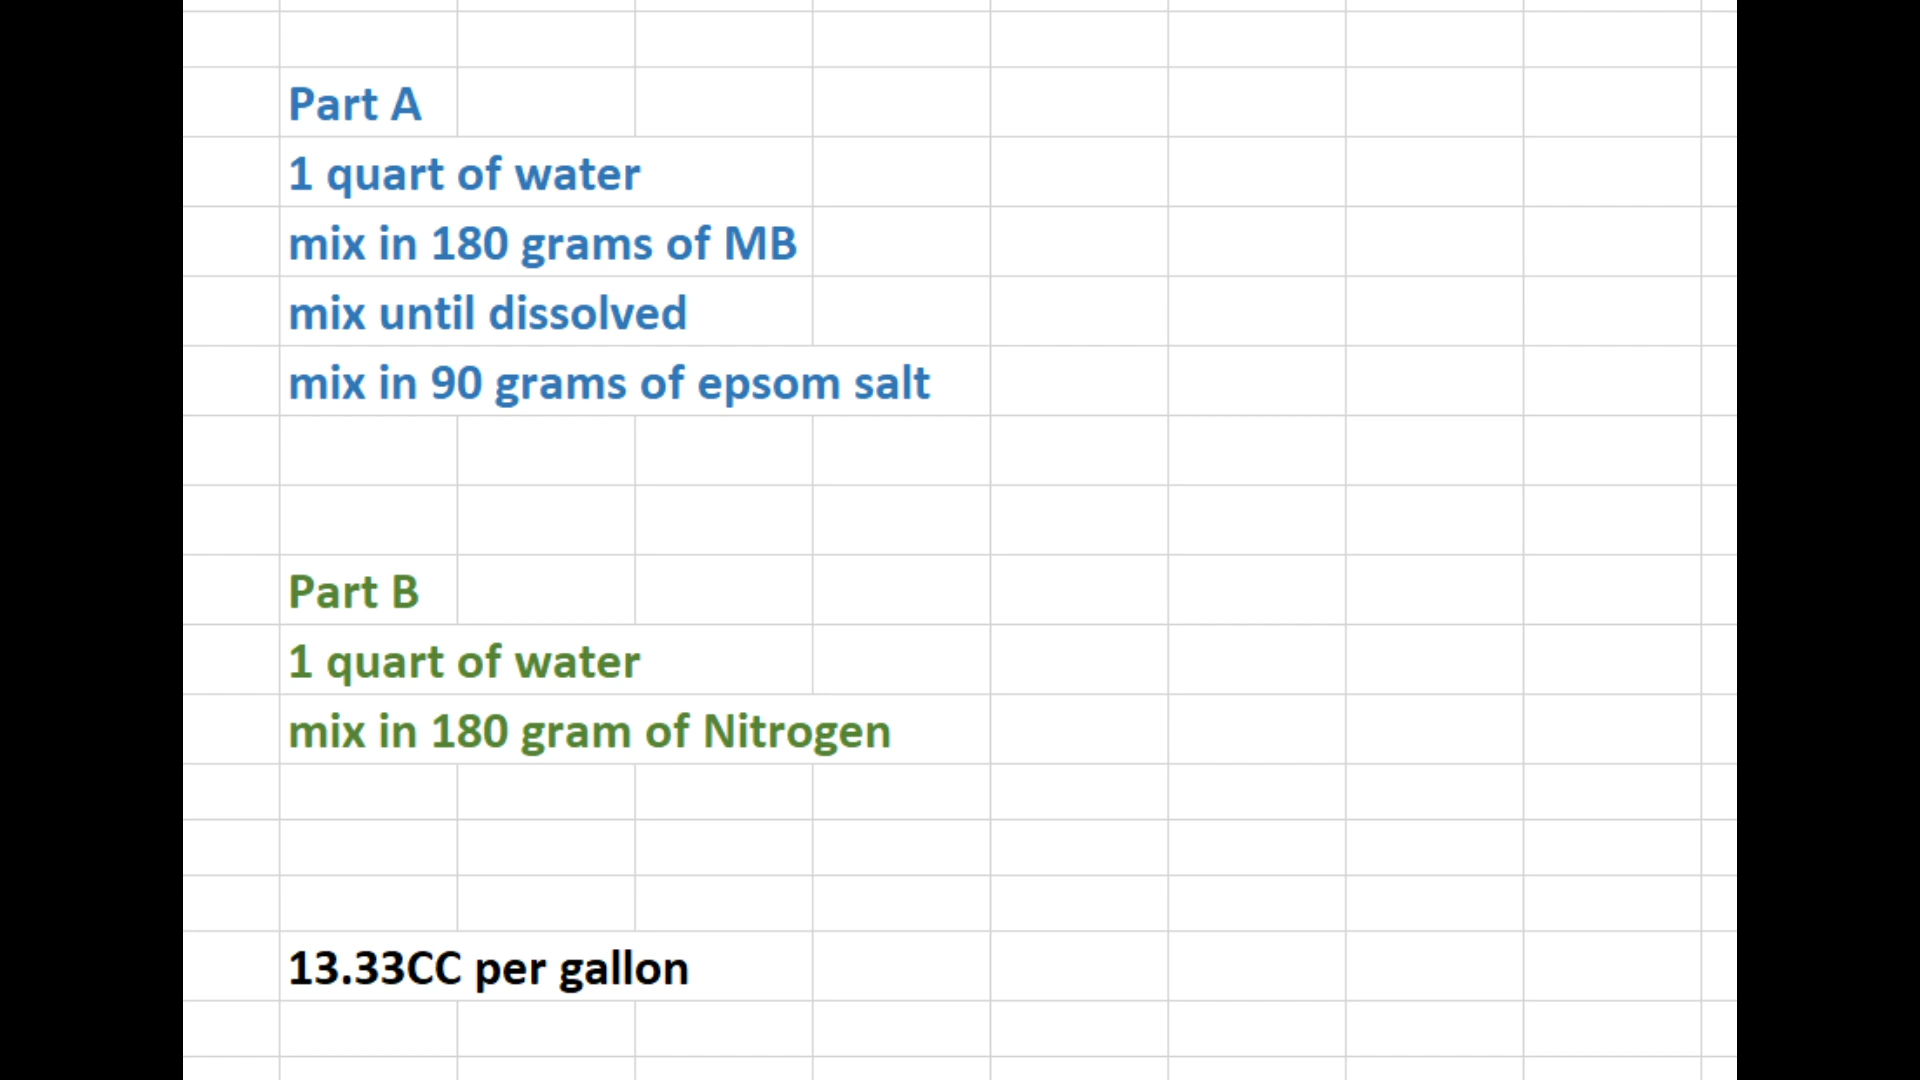 Part A
1 quart of water
mix in 180 grams of MB
mix until dissolved
mix in 90 grams of epsom salt
Part B
1 quart of water
mix in 180 gram of Nitrogen
13.33CC per gallon